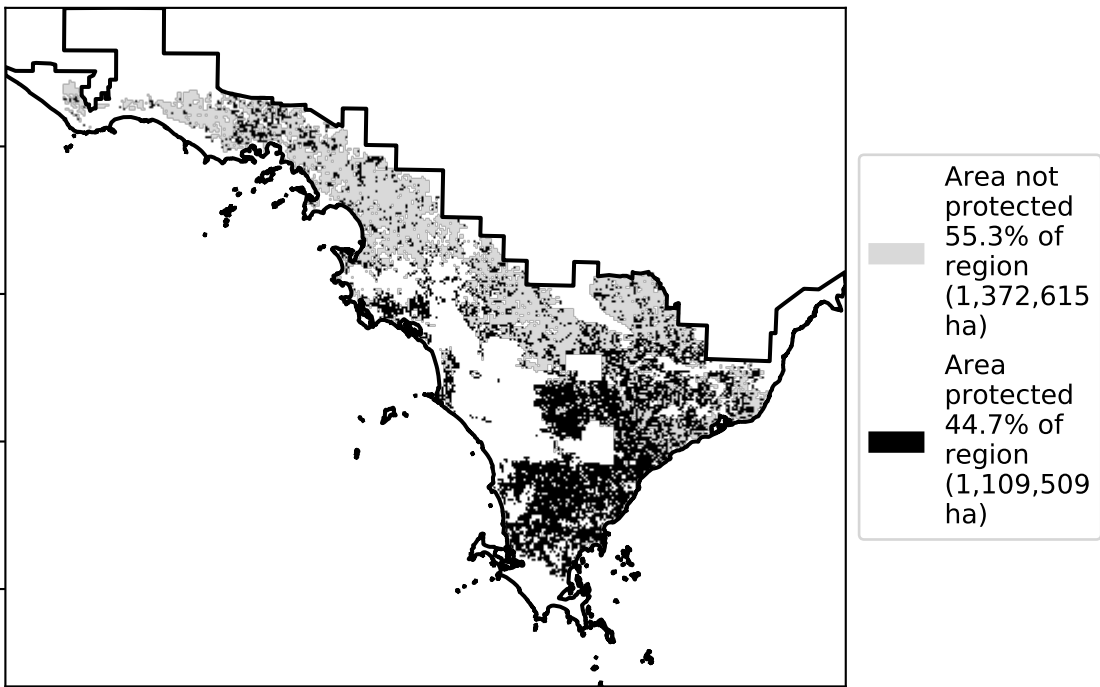 Area not
protected
55.3% of
region
(1,372,615
ha)
Area
protected
44.7% of
region
(1,109,509
ha)